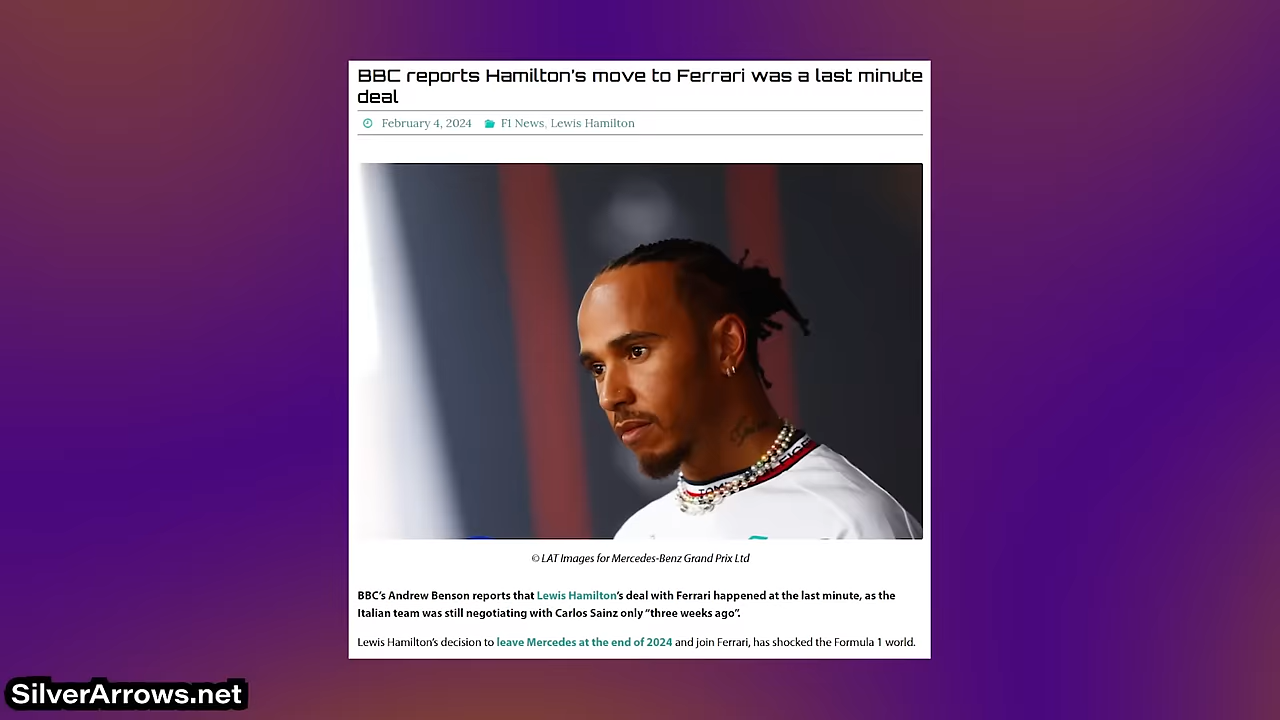 BBC reports Hamilton's move to Ferrari was a last minute
deal
February 4, 2024 F1 News, Lewis Hamilton
© LAT Images for Mercedes-Benz Grand Prix Ltd
BBC's Andrew Benson reports that Lewis Hamilton's deal with Ferrari happened at the last minute, as the
Italian team was still negotiating with Carlos Sainz only “three weeks ago”.
Lewis Hamilton's decision to leave Mercedes at the end of 2024 and join Ferrari, has shocked the Formula 1 world.
SilverArrows.net